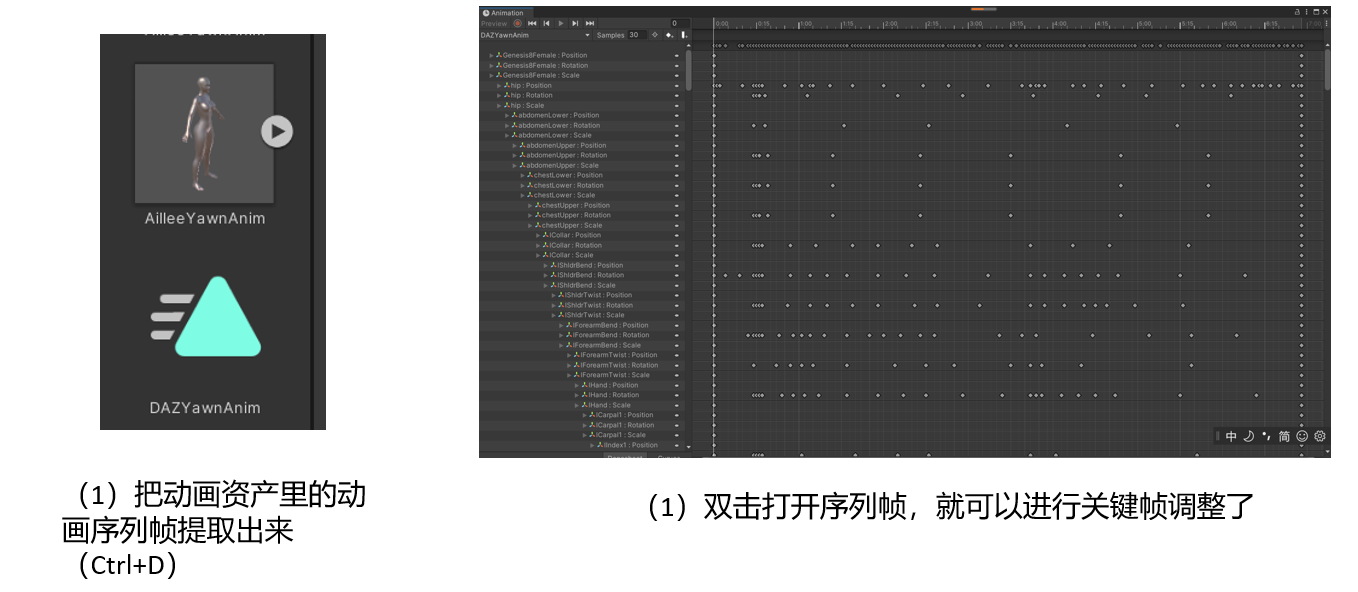 AilleeYawnAnim
DAZYawnAnim
(1)把动画资产里的动
画序列帧提取出来
(Ctrl+D)
Animation
Preview
0
DAZYawnAnim
Samples 30
0:00 0:15 1:00 1:15 2:00 2:15 3:00 3:15 4:00 4:15 5:00 5:15 6:00 6:15 7:00
Genesis8Female : Position
Genesis8Female : Rotation
Genesis8Female : Scale
hip : Position
hip : Rotation
hip : Scale
abdomenLower : Position
abdomenLower : Rotation
abdomenLower : Scale
abdomenUpper : Position
abdomenUpper : Rotation
abdomenUpper : Scale
chestLower : Position
chestLower : Rotation
chestLower : Scale
chestUpper : Position
chestUpper : Rotation
chestUpper : Scale
lCollar : Position
lCollar : Rotation
lCollar : Scale
lShldrBend : Position
lShldrBend : Rotation
lShldrBend : Scale
lShldrTwist : Position
lShldrTwist : Rotation
lShldrTwist : Scale
lForearmBend : Position
lForearmBend : Rotation
lForearmBend : Scale
lForearmTwist : Position
lForearmTwist : Rotation
lForearmTwist : Scale
lHand : Position
lHand : Rotation
lHand : Scale
lCarpal1 : Position
lCarpal1 : Rotation
lCarpal1 : Scale
lIndex1 : Position
中 简
(1)双击打开序列帧，就可以进行关键帧调整了